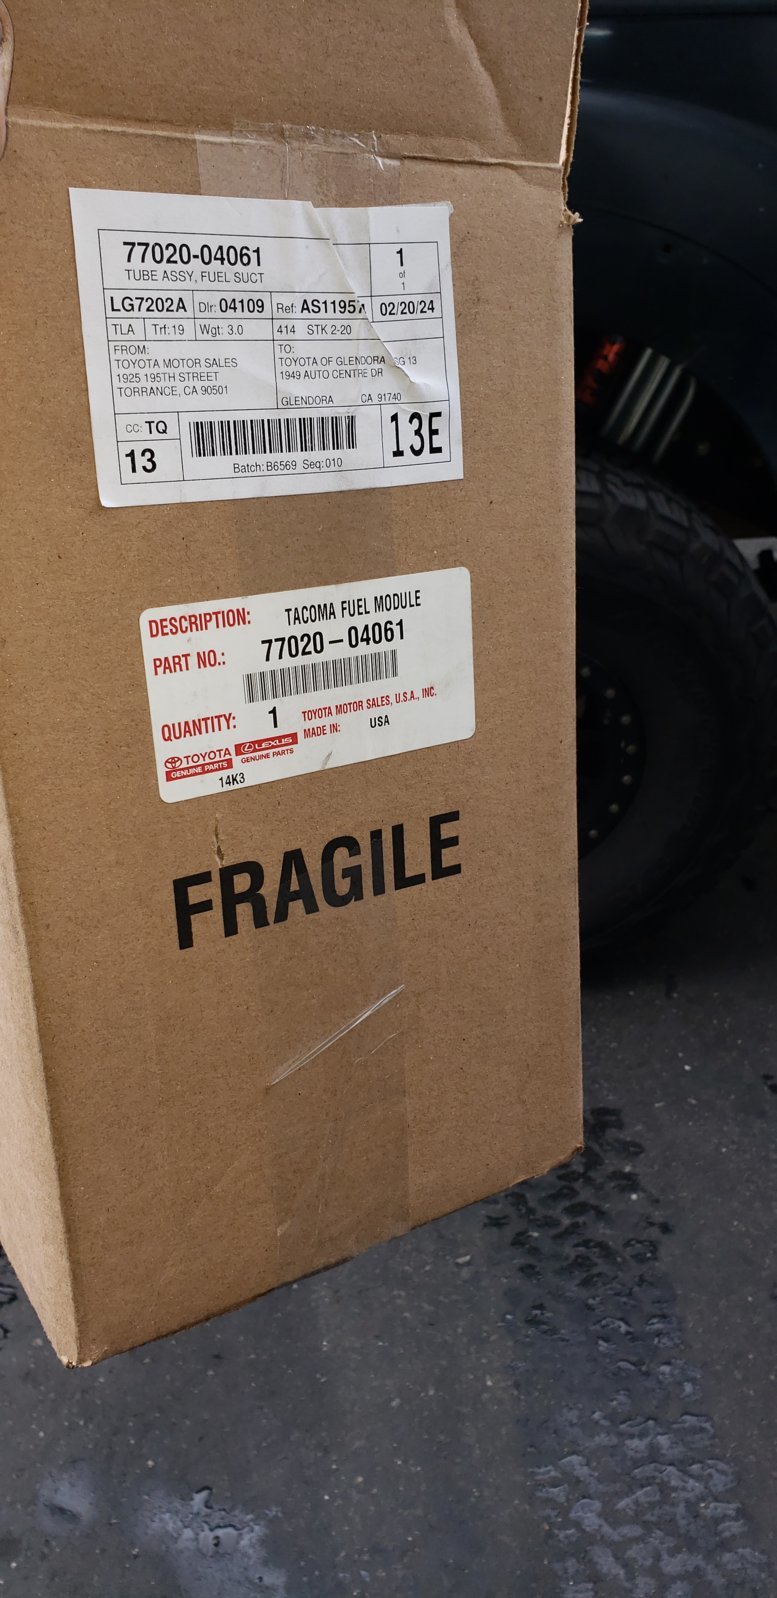 77020-04061
TUBE ASSY, FUEL SUCT
1
of
1
LG7202A Dlr: 04109 Ref: 02/20/24
TLA Trf: 19 Wgt: 3.0 414 STK 2-20
FROM:
TOYOTA MOTOR SALES
1925 195TH STREET
TORRANCE, CA 90501
TO:
TOYOTA OF GLENDORA 13
1949 AUTO CENTRE DR
GLENDORA CA 91740
CC: TQ
13
Batch: B6569 Seq: 010
13E
DESCRIPTION: TACOMA FUEL MODULE
PART NO.: 77020-04061
QUANTITY: 1 TOYOTA MOTOR SALES, U.S.A., INC.
MADE IN: USA
TOYOTA LEXUS
GENUINE PARTS GENUINE PARTS
14K3
FRAGILE